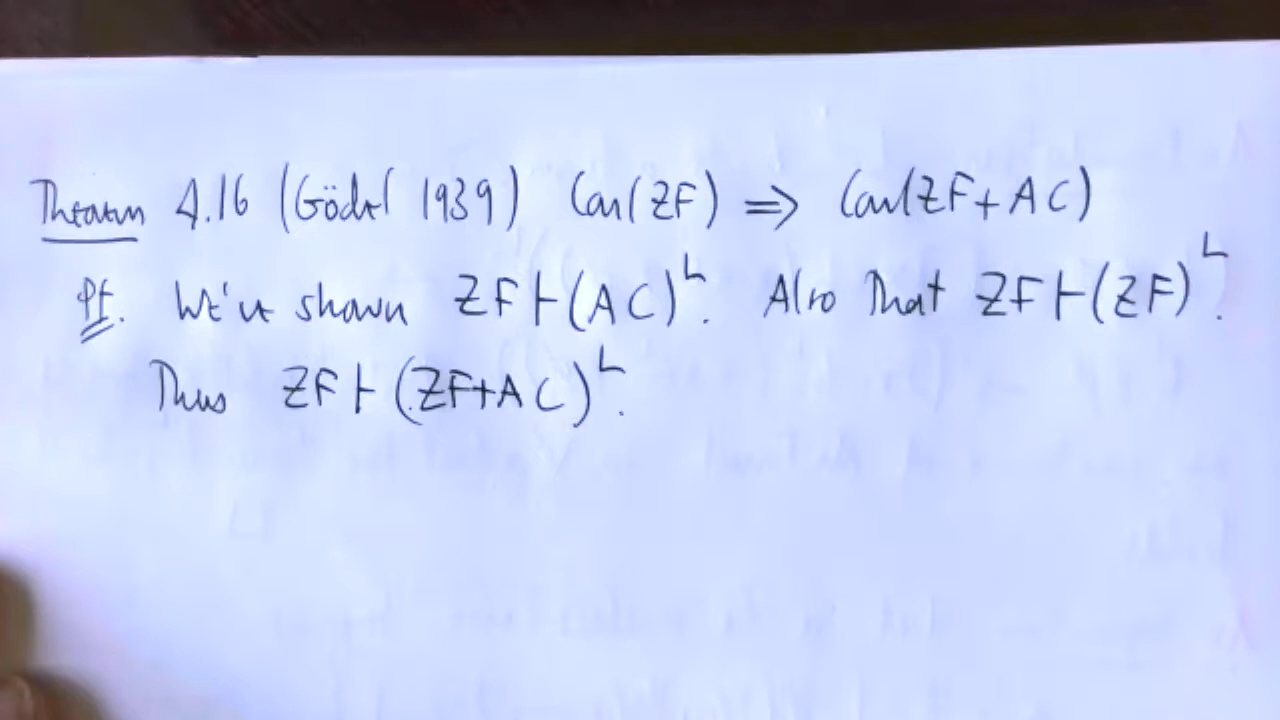 Theorem 4.16 (Gödel 1939) Con(ZF) ⟹ Con(ZF+AC)
Pf. We've shown ZF⊢(AC)^L. Also that ZF⊢(ZF)^L.
Thus ZF⊢(ZF+AC)^L.